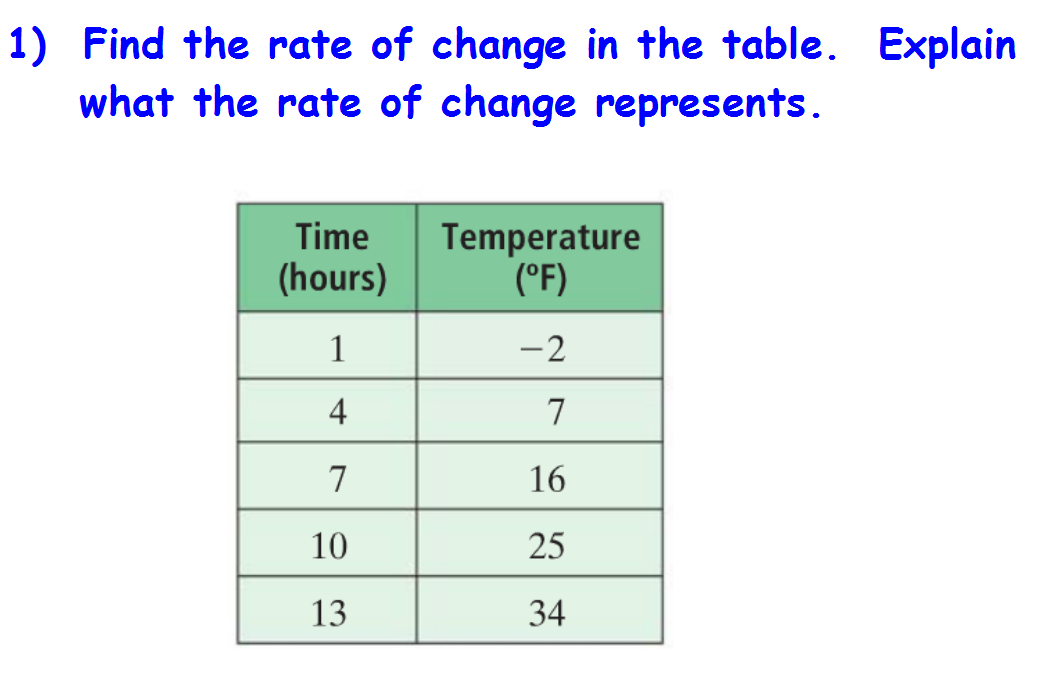 1) Find the rate of change in the table. Explain
what the rate of change represents.
Time (hours) Temperature (°F)
1 −2
4 7
7 16
10 25
13 34